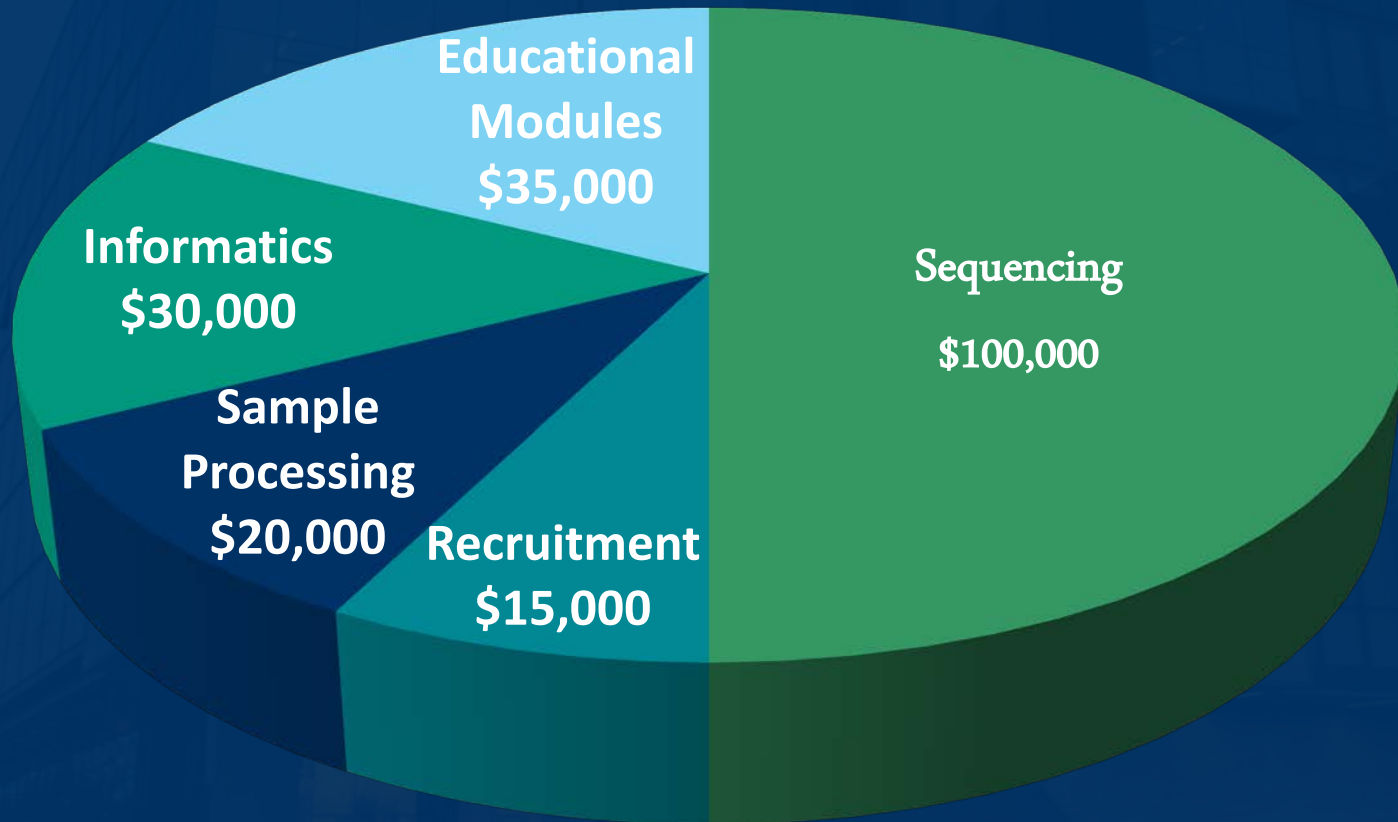 Educational
Modules
$35,000
Informatics
$30,000
Sequencing
$100,000
Sample
Processing
$20,000
Recruitment
$15,000